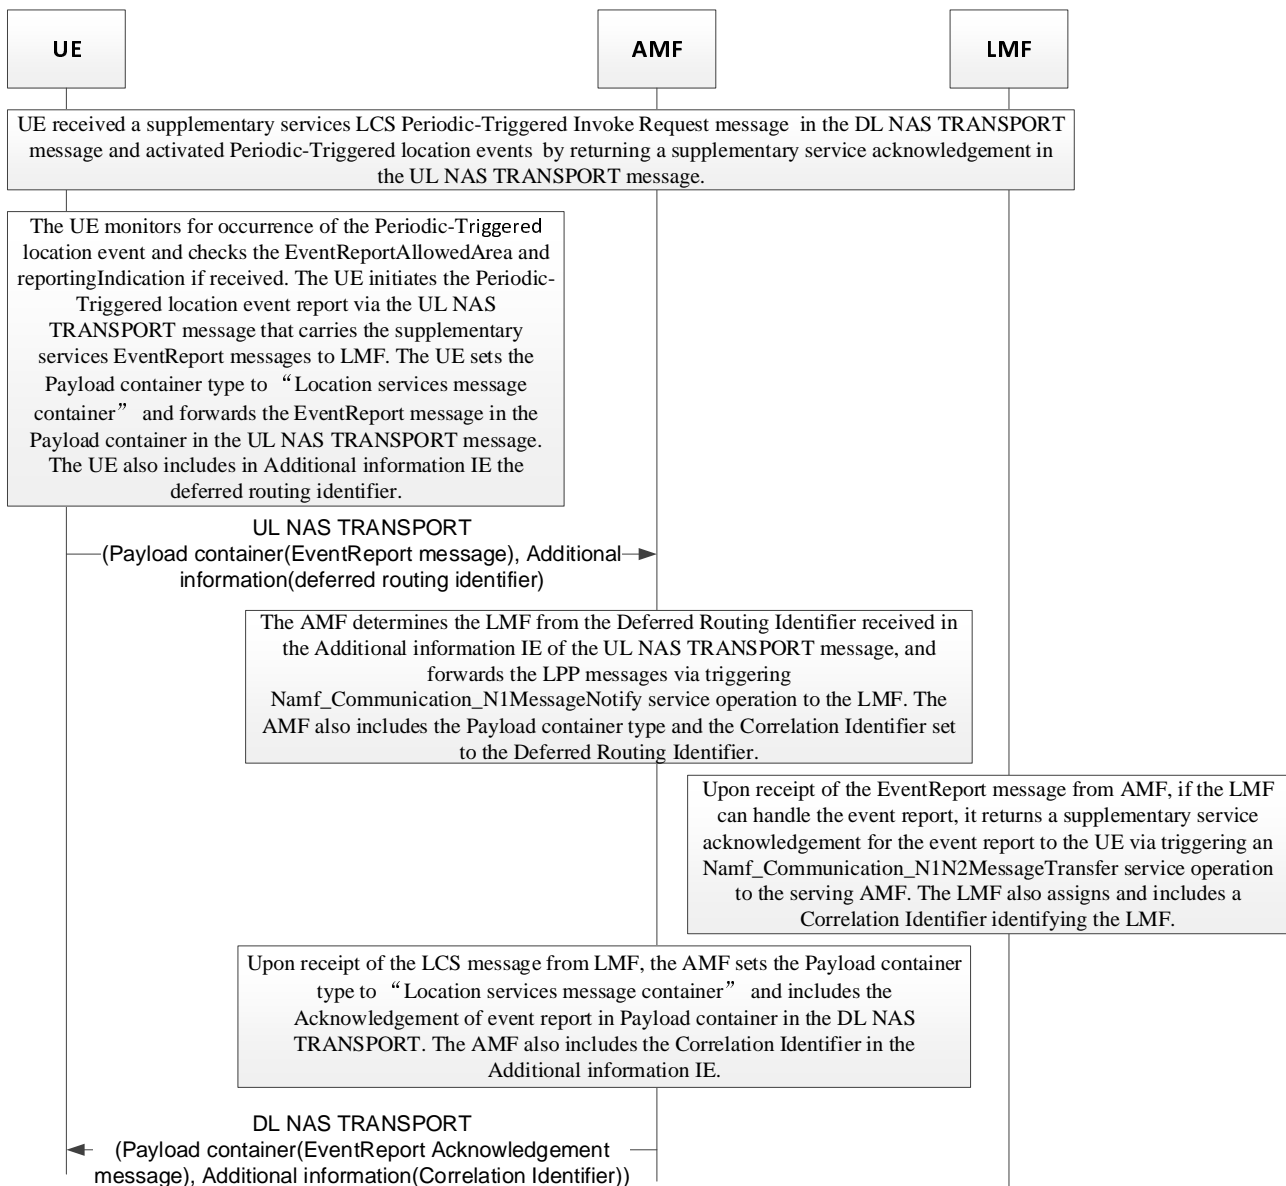 UE
AMF
LMF
UE received a supplementary services LCS Periodic-Triggered Invoke Request message in the DL NAS TRANSPORT
message and activated Periodic-Triggered location events by returning a supplementary service acknowledgement in
the UL NAS TRANSPORT message.
The UE monitors for occurrence of the Periodic-Triggered
location event and checks the EventReportAllowedArea and
reportingIndication if received. The UE initiates the Periodic-
Triggered location event report via the UL NAS
TRANSPORT message that carries the supplementary
services EventReport messages to LMF. The UE sets the
Payload container type to “Location services message
container” and forwards the EventReport message in the
Payload container in the UL NAS TRANSPORT message.
The UE also includes in Additional information IE the
deferred routing identifier.
UL NAS TRANSPORT
(Payload container(EventReport message), Additional
information(deferred routing identifier)
The AMF determines the LMF from the Deferred Routing Identifier received in
the Additional information IE of the UL NAS TRANSPORT message, and
forwards the LPP messages via triggering
Namf_Communication_N1MessageNotify service operation to the LMF. The
AMF also includes the Payload container type and the Correlation Identifier set
to the Deferred Routing Identifier.
Upon receipt of the EventReport message from AMF, if the LMF
can handle the event report, it returns a supplementary service
acknowledgement for the event report to the UE via triggering an
Namf_Communication_N1N2MessageTransfer service operation
to the serving AMF. The LMF also assigns and includes a
Correlation Identifier identifying the LMF.
Upon receipt of the LCS message from LMF, the AMF sets the Payload container
type to “Location services message container” and includes the
Acknowledgement of event report in Payload container in the DL NAS
TRANSPORT. The AMF also includes the Correlation Identifier in the
Additional information IE.
DL NAS TRANSPORT
(Payload container(EventReport Acknowledgement
message), Additional information(Correlation Identifier))